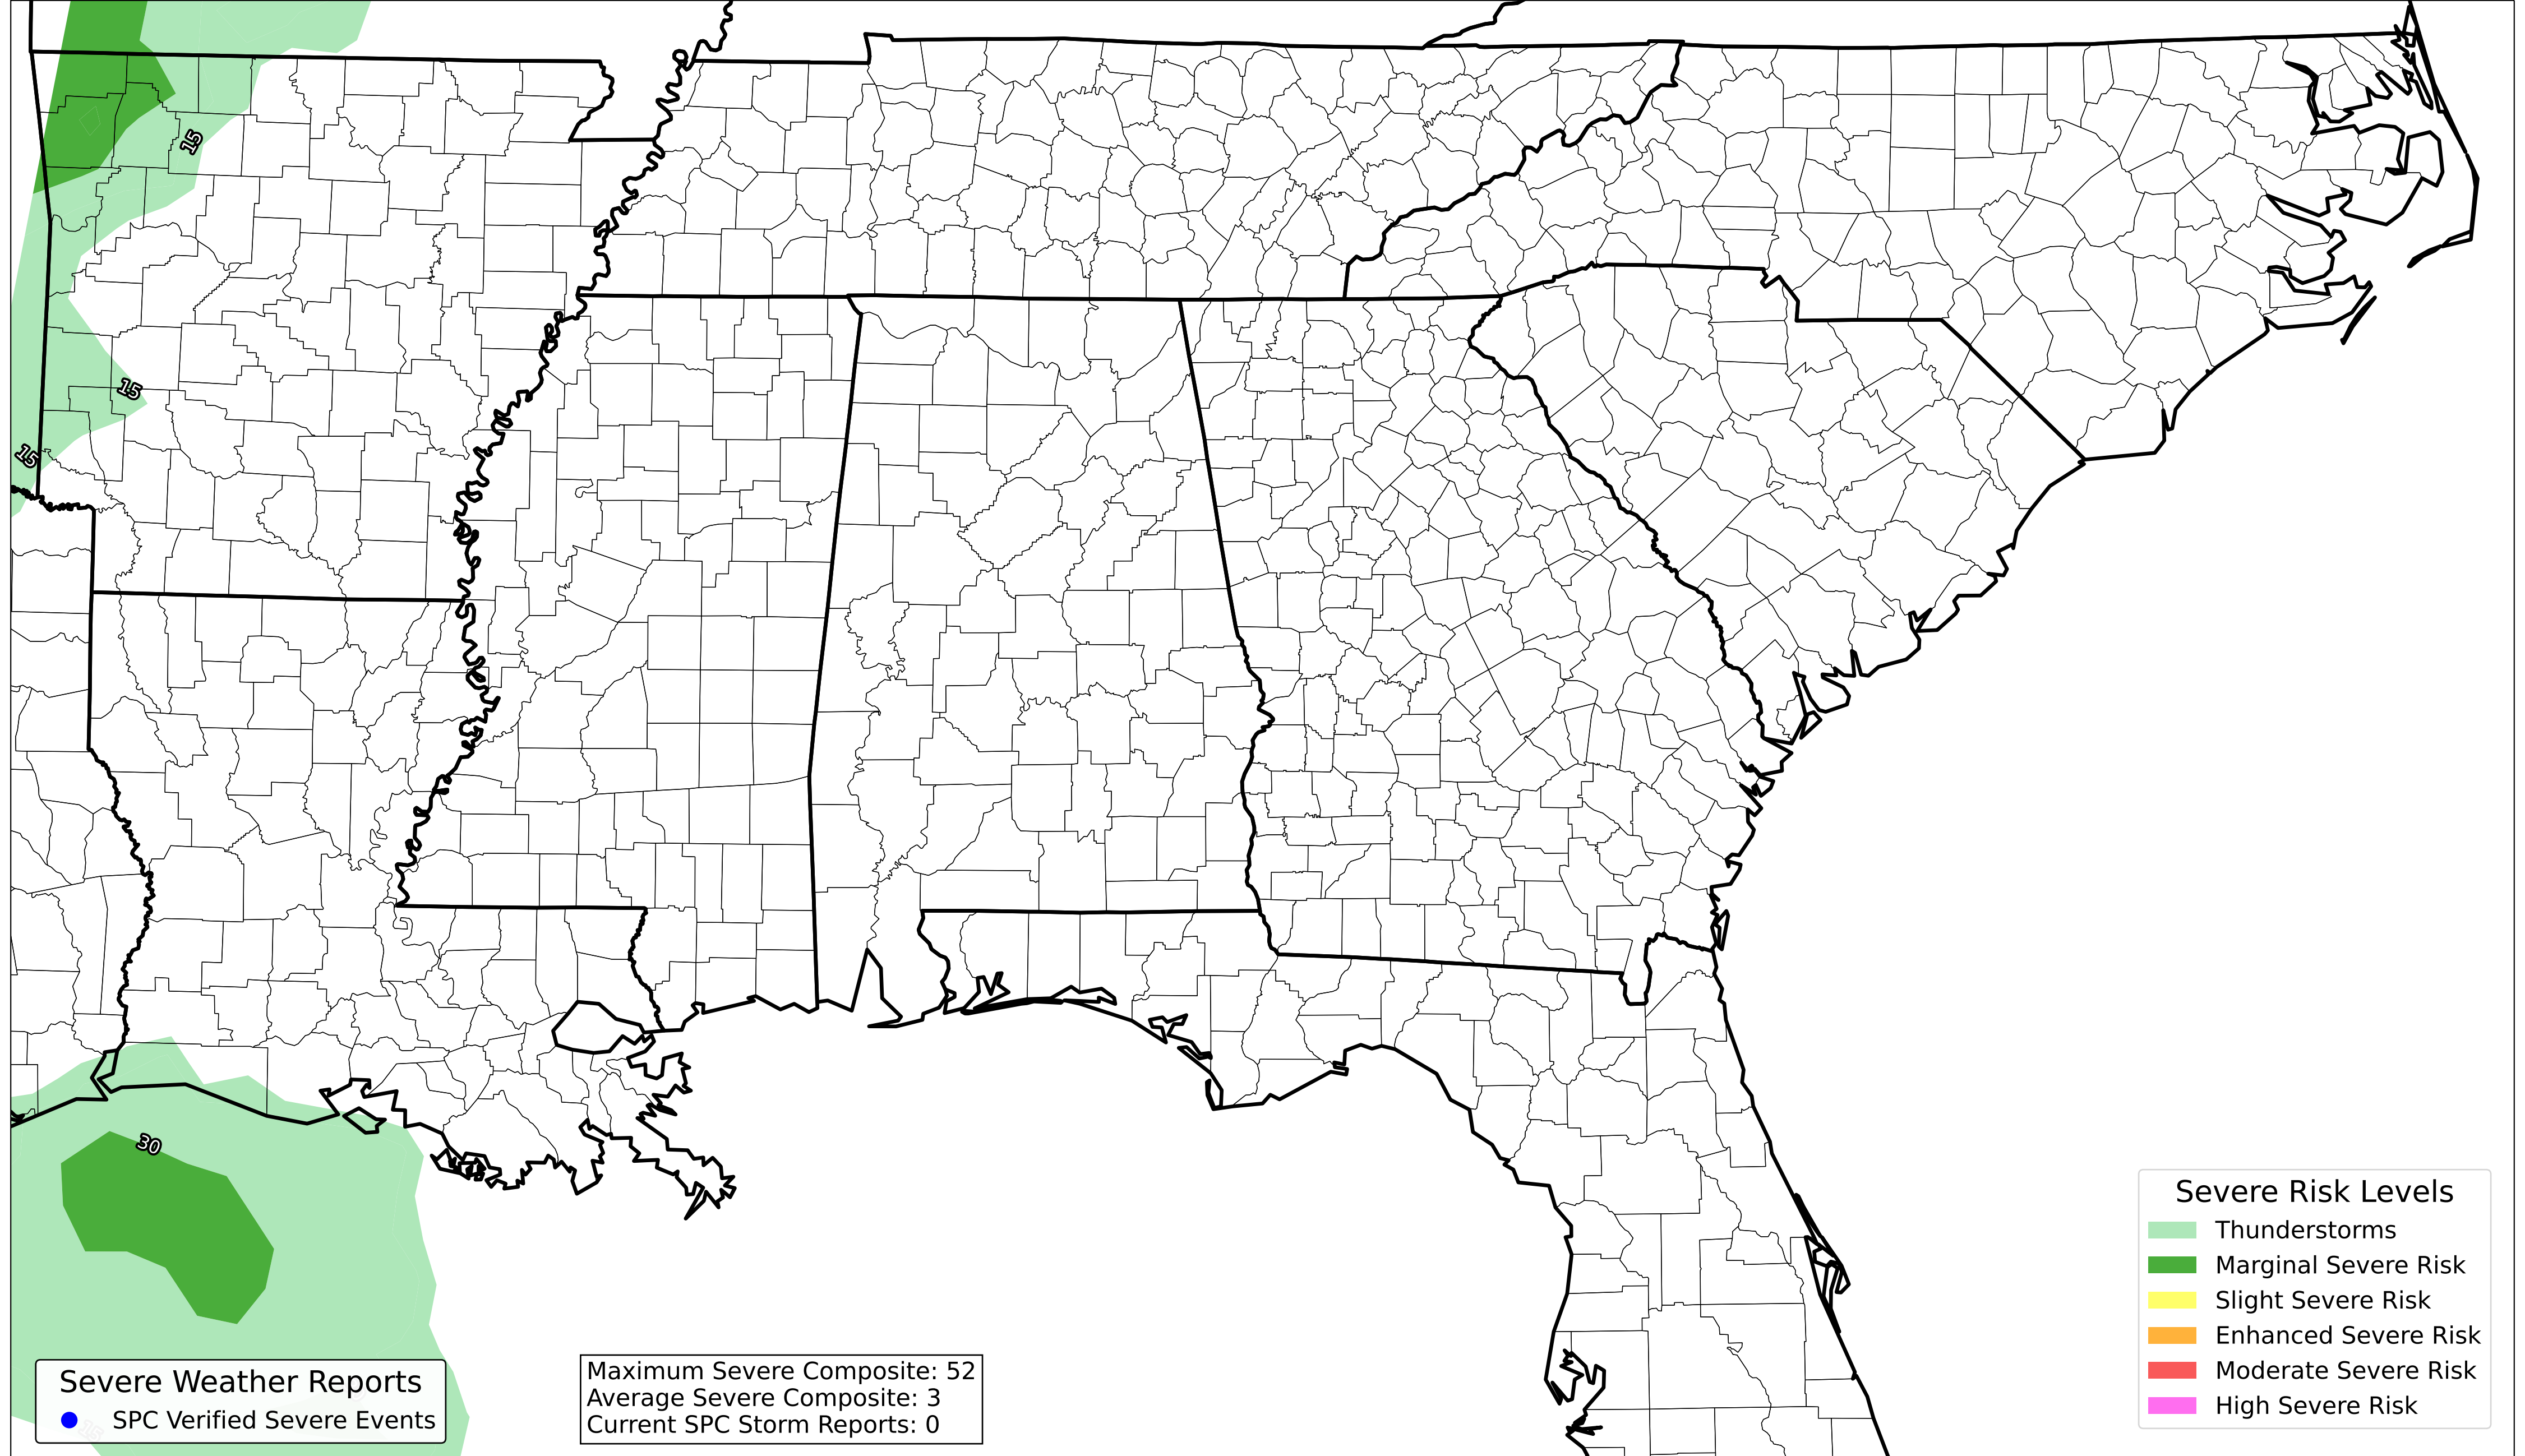 15
15
15
30
Severe Weather Reports
SPC Verified Severe Events
15
Maximum Severe Composite: 52
Average Severe Composite: 3
Current SPC Storm Reports: 0
Severe Risk Levels
Thunderstorms
Marginal Severe Risk
Slight Severe Risk
Enhanced Severe Risk
Moderate Severe Risk
High Severe Risk